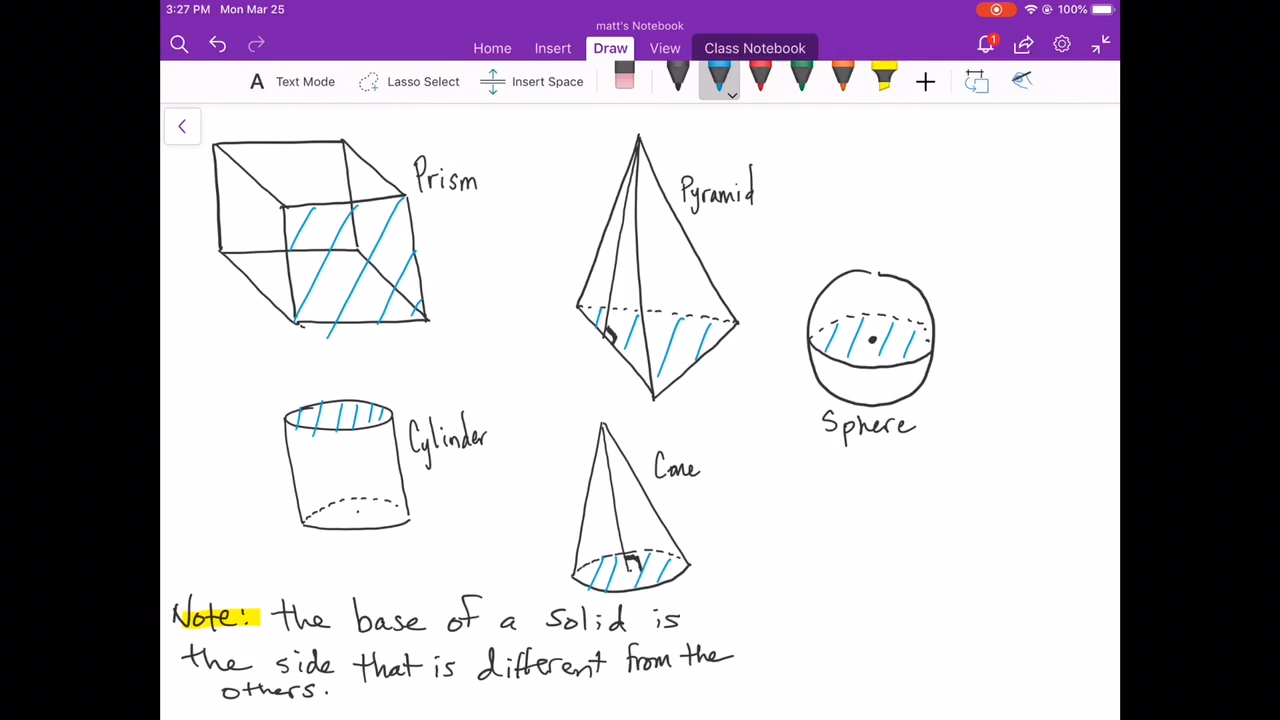 3:27 PM Mon Mar 25
100%
matt's Notebook
Home Insert Draw View Class Notebook
1
A Text Mode Lasso Select Insert Space
Prism
Pyramid
Sphere
Cylinder
Cone
Note: the base of a solid is
the side that is different from the
others.